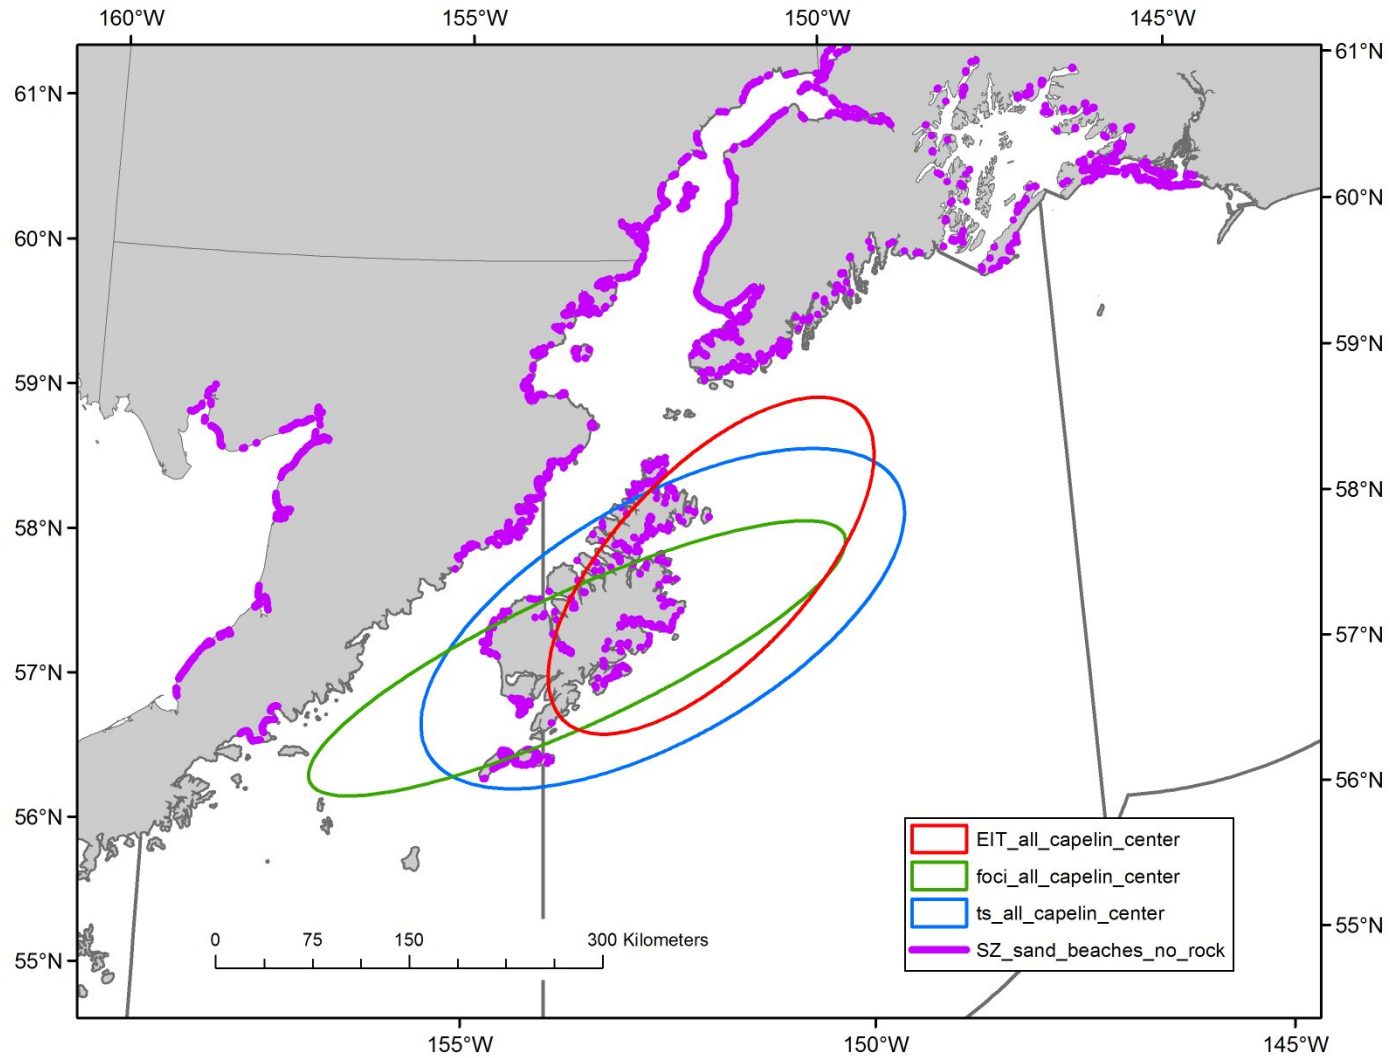 160°W 155°W 150°W 145°W
61°N 61°N
60°N 60°N
59°N 59°N
58°N 58°N
57°N 57°N
56°N 56°N
55°N 55°N
EIT_all_capelin_center
foci_all_capelin_center
ts_all_capelin_center
SZ_sand_beaches_no_rock
0 75 150 300 Kilometers
155°W 150°W 145°W